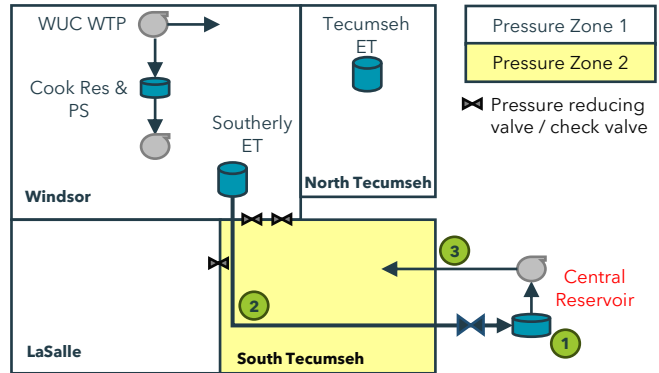 WUC WTP
Cook Res &
PS
Southerly
ET
Windsor
Tecumseh
ET
North Tecumseh
Pressure Zone 1
Pressure Zone 2
Pressure reducing
valve / check valve
LaSalle
2
South Tecumseh
3
Central
Reservoir
1